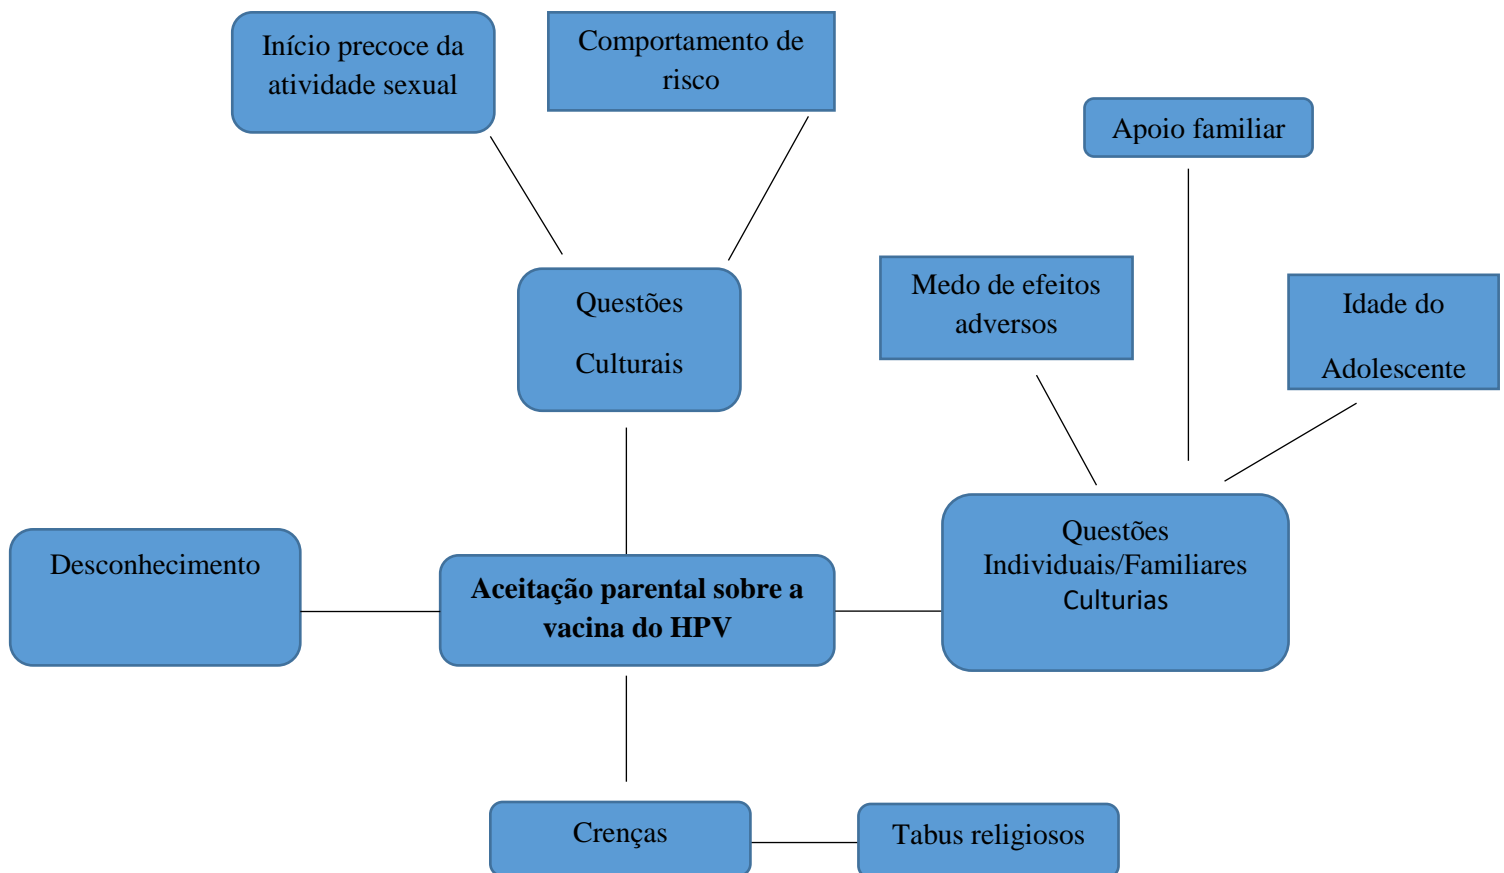 Início precoce da
atividade sexual
Comportamento de
risco
Apoio familiar
Medo de efeitos
adversos
Idade do
Adolescente
Questões
Culturais
Questões
Individuais/Familiares
Culturias
Desconhecimento
Aceitação parental sobre a
vacina do HPV
Crenças
Tabus religiosos